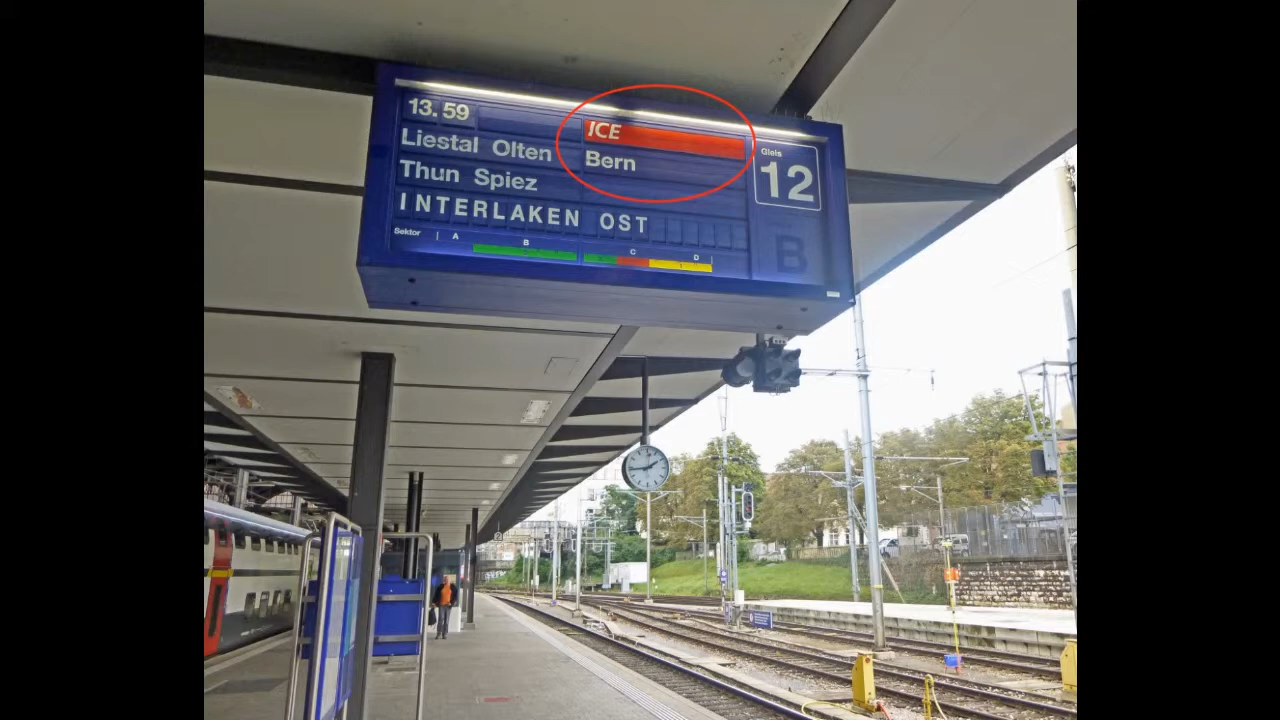 13.59 ICE
Liestal Olten Bern
Thun Spiez
INTERLAKEN OST
Gleis
12
B
Sektor A B C D